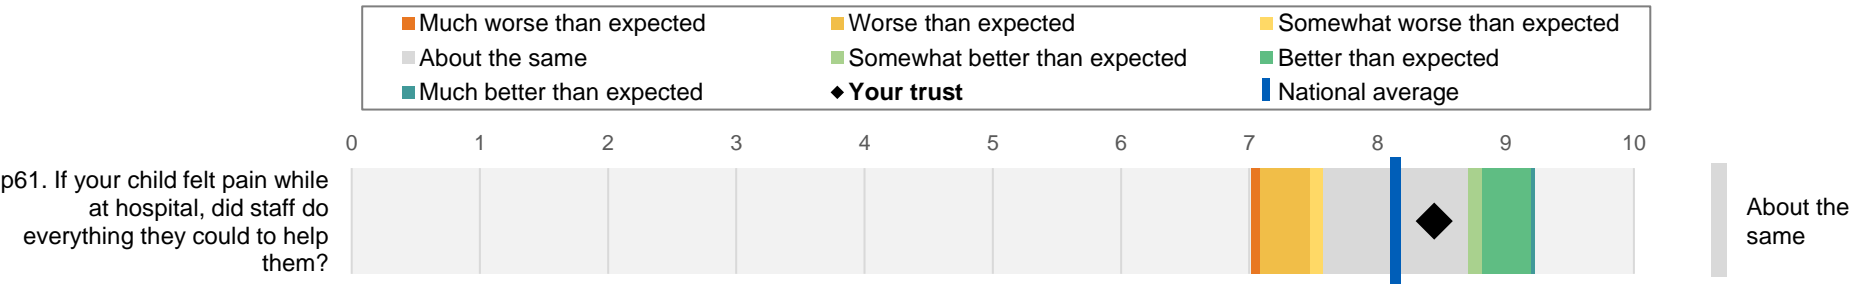 Much worse than expected
Worse than expected
Somewhat worse than expected
About the same
Somewhat better than expected
Better than expected
Much better than expected
Your trust
National average
0 1 2 3 4 5 6 7 8 9 10
p61. If your child felt pain while
at hospital, did staff do
everything they could to help
them?
About the
same